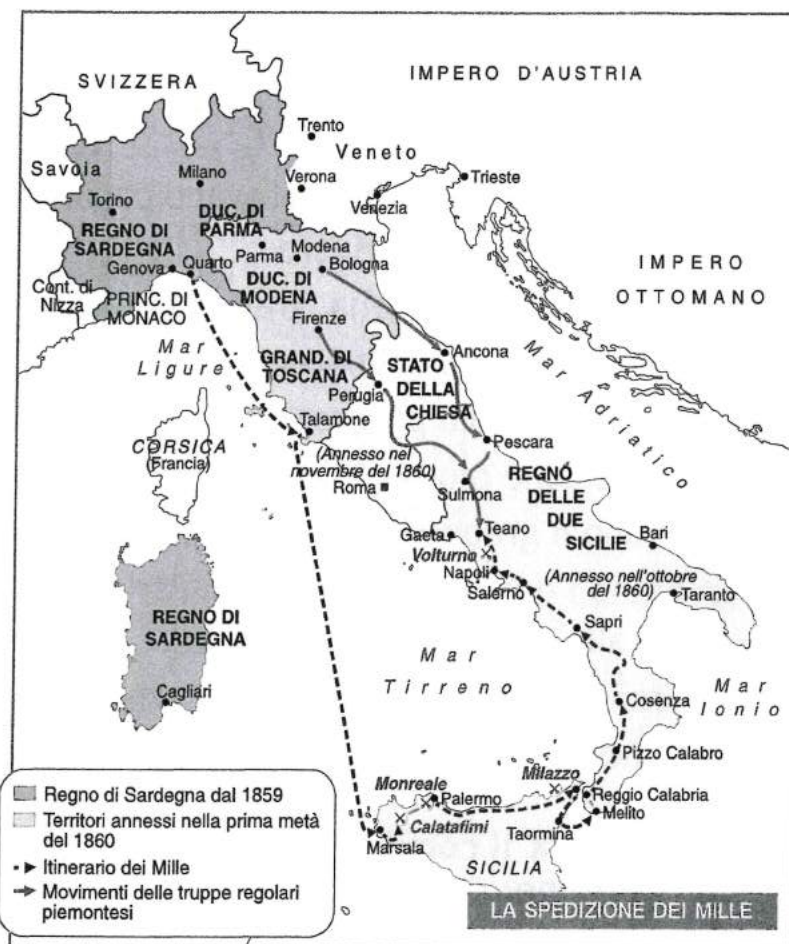 SVIZZERA
IMPERO D'AUSTRIA
Trento
Veneto
Savoia
Milano
Verona
Trieste
Venezia
Torino
REGNO DI
SARDEGNA
DUC. DI
PARMA
Modena
Parma
Bologna
Genova
Quarto
DUC. DI
MODENA
IMPERO
OTTOMANO
Cont. di
Nizza
PRINC. DI
MONACO
Firenze
Mar
Ligure
GRAND. DI
TOSCANA
Ancona
STATO
DELLA
CHIESA
Perugia
Mar Adriatico
Talamone
Pescara
CORSICA
(Francia)
(Annesso nel
novembre del 1860)
Roma
Sulmona
REGNO
DELLE
DUE
SICILIE
Teano
Gaeta
Volturno
Bari
Napoli
Salerno
(Annesso nell'ottobre
del 1860)
Taranto
REGNO DI
SARDEGNA
Sapri
Mar
Tirreno
Cagliari
Cosenza
Mar
Ionio
Pizzo Calabro
Monreale
Milazzo
Palermo
Reggio Calabria
Melito
Calatafimi
Marsala
Taormina
SICILIA
Regno di Sardegna dal 1859
Territori annessi nella prima metà
del 1860
Itinerario dei Mille
Movimenti delle truppe regolari
piemontesi
LA SPEDIZIONE DEI MILLE